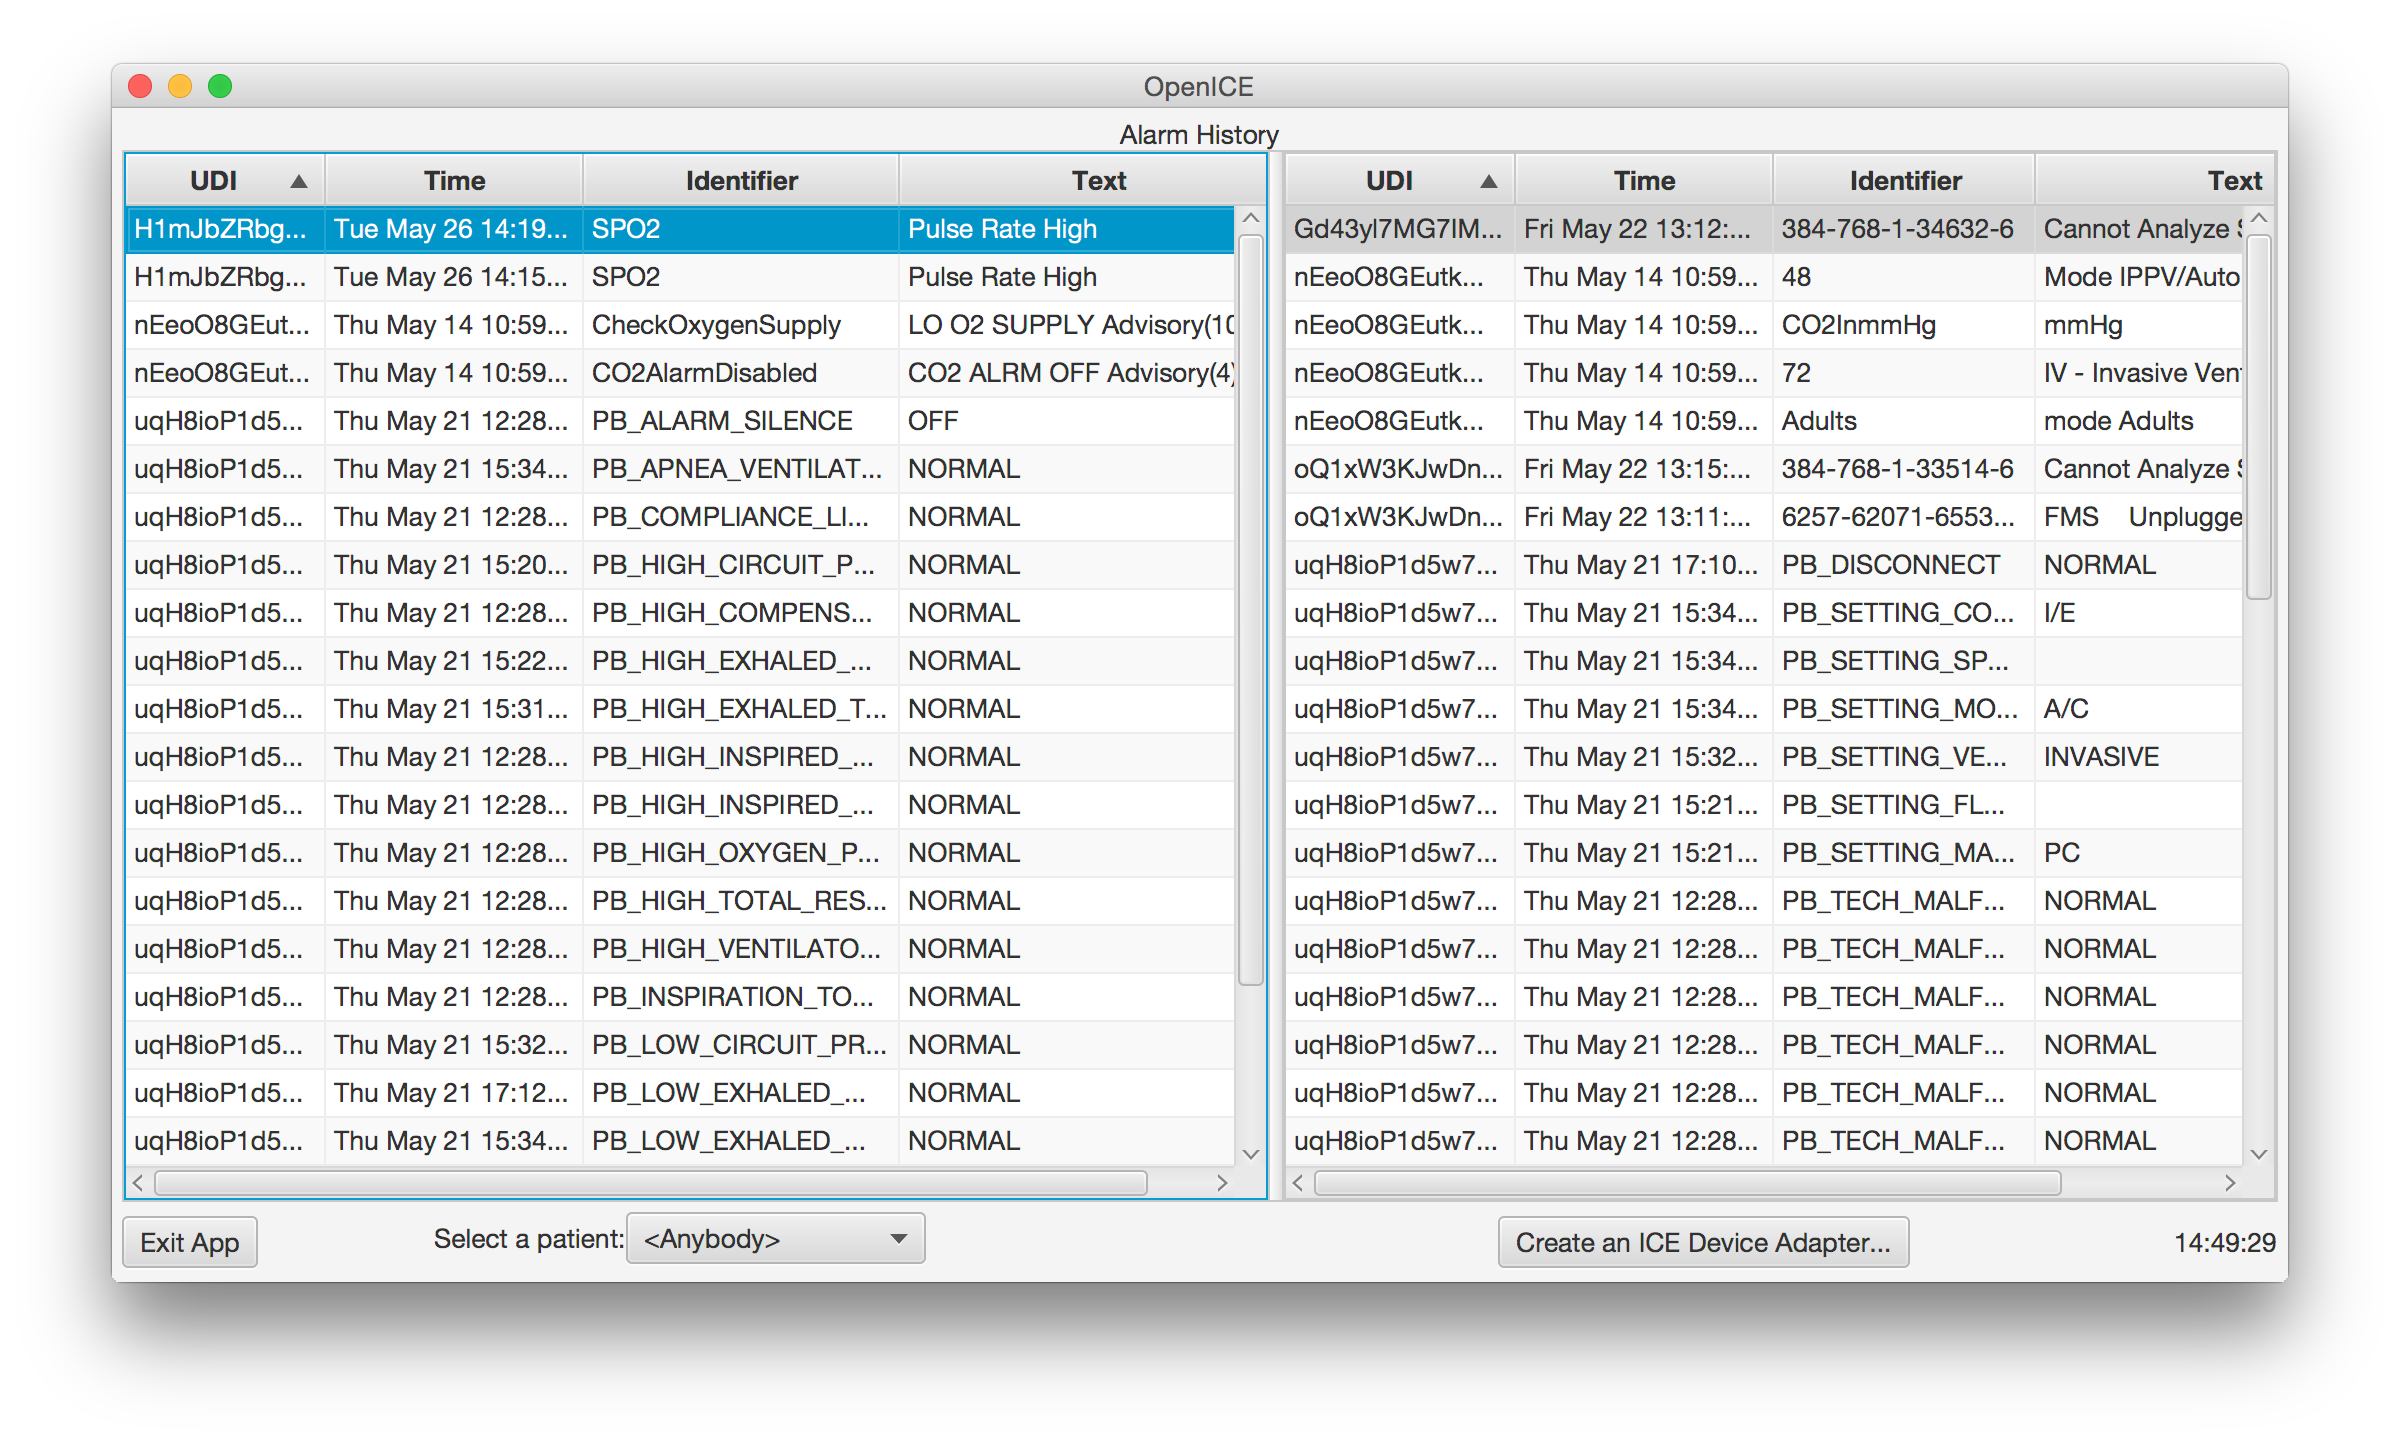 OpenICE
Alarm History
UDI Time Identifier Text
H1mJbZRbg... Tue May 26 14:19... SPO2 Pulse Rate High
H1mJbZRbg... Tue May 26 14:15... SPO2 Pulse Rate High
nEeoO8GEut... Thu May 14 10:59... CheckOxygenSupply LO O2 SUPPLY Advisory(10
nEeoO8GEut... Thu May 14 10:59... CO2AlarmDisabled CO2 ALRM OFF Advisory(4)
uqH8ioP1d5... Thu May 21 12:28... PB_ALARM_SILENCE OFF
uqH8ioP1d5... Thu May 21 15:34... PB_APNEA_VENTILAT... NORMAL
uqH8ioP1d5... Thu May 21 12:28... PB_COMPLIANCE_LI... NORMAL
uqH8ioP1d5... Thu May 21 15:20... PB_HIGH_CIRCUIT_P... NORMAL
uqH8ioP1d5... Thu May 21 12:28... PB_HIGH_COMPENS... NORMAL
uqH8ioP1d5... Thu May 21 15:22... PB_HIGH_EXHALED_... NORMAL
uqH8ioP1d5... Thu May 21 15:31... PB_HIGH_EXHALED_T... NORMAL
uqH8ioP1d5... Thu May 21 12:28... PB_HIGH_INSPIRED_... NORMAL
uqH8ioP1d5... Thu May 21 12:28... PB_HIGH_INSPIRED_... NORMAL
uqH8ioP1d5... Thu May 21 12:28... PB_HIGH_OXYGEN_P... NORMAL
uqH8ioP1d5... Thu May 21 12:28... PB_HIGH_TOTAL_RES... NORMAL
uqH8ioP1d5... Thu May 21 12:28... PB_HIGH_VENTILATO... NORMAL
uqH8ioP1d5... Thu May 21 12:28... PB_INSPIRATION_TO... NORMAL
uqH8ioP1d5... Thu May 21 15:32... PB_LOW_CIRCUIT_PR... NORMAL
uqH8ioP1d5... Thu May 21 17:12... PB_LOW_EXHALED_... NORMAL
uqH8ioP1d5... Thu May 21 15:34... PB_LOW_EXHALED_... NORMAL
UDI Time Identifier Text
Gd43yI7MG7IM... Fri May 22 13:12:... 384-768-1-34632-6 Cannot Analyze S
nEeoO8GEutk... Thu May 14 10:59... 48 Mode IPPV/Auto
nEeoO8GEutk... Thu May 14 10:59... CO2InmmHg mmHg
nEeoO8GEutk... Thu May 14 10:59... 72 IV - Invasive Vent
nEeoO8GEutk... Thu May 14 10:59... Adults mode Adults
oQ1xW3KJwDn... Fri May 22 13:15:... 384-768-1-33514-6 Cannot Analyze S
oQ1xW3KJwDn... Fri May 22 13:11:... 6257-62071-6553... FMS Unplugge
uqH8ioP1d5w7... Thu May 21 17:10... PB_DISCONNECT NORMAL
uqH8ioP1d5w7... Thu May 21 15:34... PB_SETTING_CO... I/E
uqH8ioP1d5w7... Thu May 21 15:34... PB_SETTING_SP...
uqH8ioP1d5w7... Thu May 21 15:34... PB_SETTING_MO... A/C
uqH8ioP1d5w7... Thu May 21 15:32... PB_SETTING_VE... INVASIVE
uqH8ioP1d5w7... Thu May 21 15:21... PB_SETTING_FL...
uqH8ioP1d5w7... Thu May 21 15:21... PB_SETTING_MA... PC
uqH8ioP1d5w7... Thu May 21 12:28... PB_TECH_MALF... NORMAL
uqH8ioP1d5w7... Thu May 21 12:28... PB_TECH_MALF... NORMAL
uqH8ioP1d5w7... Thu May 21 12:28... PB_TECH_MALF... NORMAL
uqH8ioP1d5w7... Thu May 21 12:28... PB_TECH_MALF... NORMAL
uqH8ioP1d5w7... Thu May 21 12:28... PB_TECH_MALF... NORMAL
uqH8ioP1d5w7... Thu May 21 12:28... PB_TECH_MALF... NORMAL
Exit App Select a patient: <Anybody> Create an ICE Device Adapter... 14:49:29